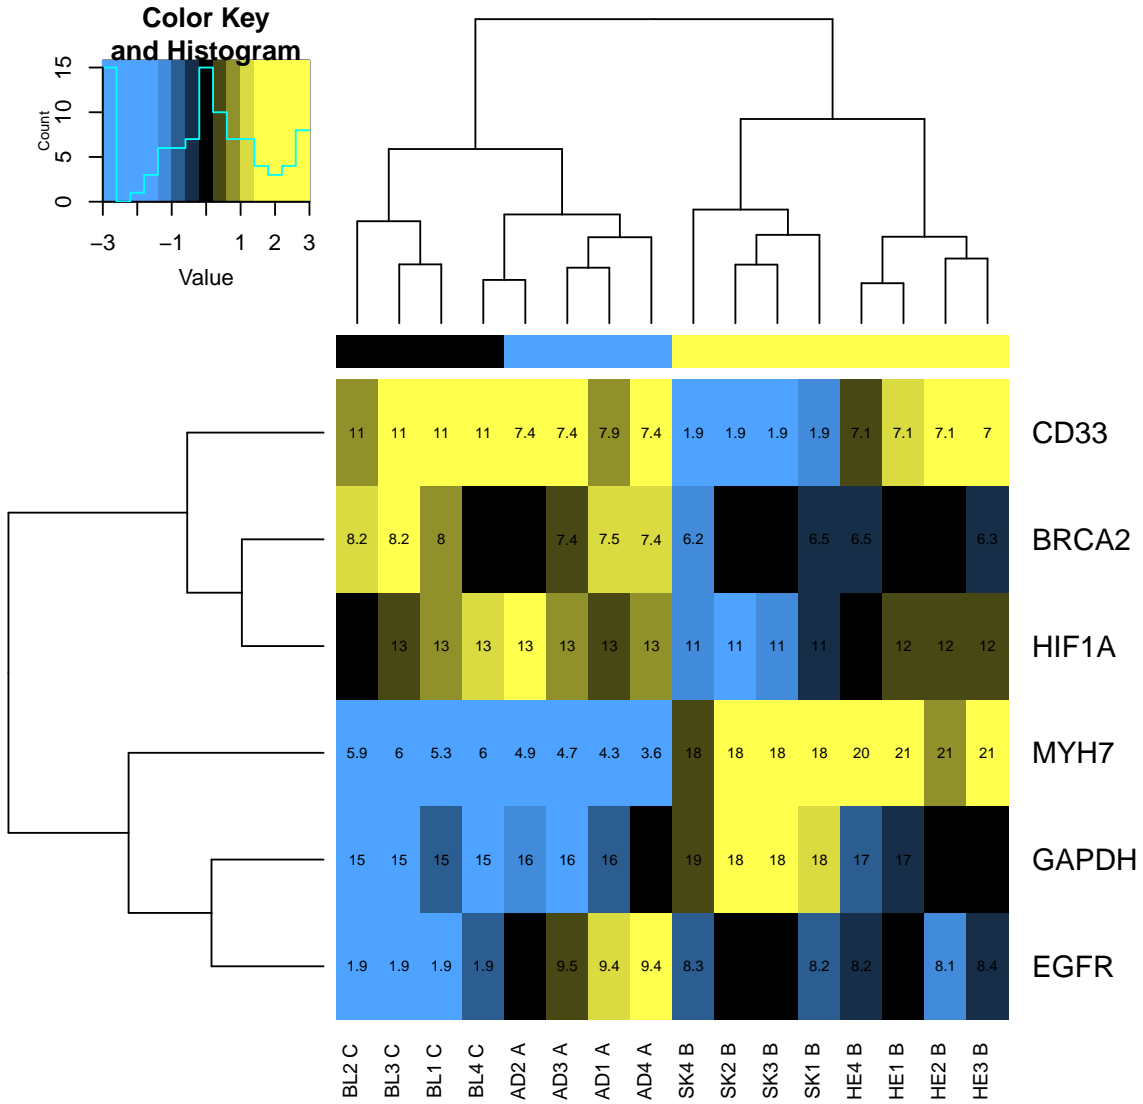 Color Key
and Histogram
Count
0 5 10 15
−3 −1 1 2 3
Value
11 11 11 11 7.4 7.4 7.9 7.4 1.9 1.9 1.9 1.9 7.1 7.1 7.1 7 CD33
8.2 8.2 8 7.4 7.5 7.4 6.2 6.5 6.5 6.3 BRCA2
13 13 13 13 13 13 13 11 11 11 11 12 12 12 HIF1A
5.9 6 5.3 6 4.9 4.7 4.3 3.6 18 18 18 18 20 21 21 21 MYH7
15 15 15 15 16 16 16 19 18 18 18 17 17 GAPDH
1.9 1.9 1.9 1.9 9.5 9.4 9.4 8.3 8.2 8.2 8.1 8.4 EGFR
BL2 C
BL3 C
BL1 C
BL4 C
AD2 A
AD3 A
AD1 A
AD4 A
SK4 B
SK2 B
SK3 B
SK1 B
HE4 B
HE1 B
HE2 B
HE3 B